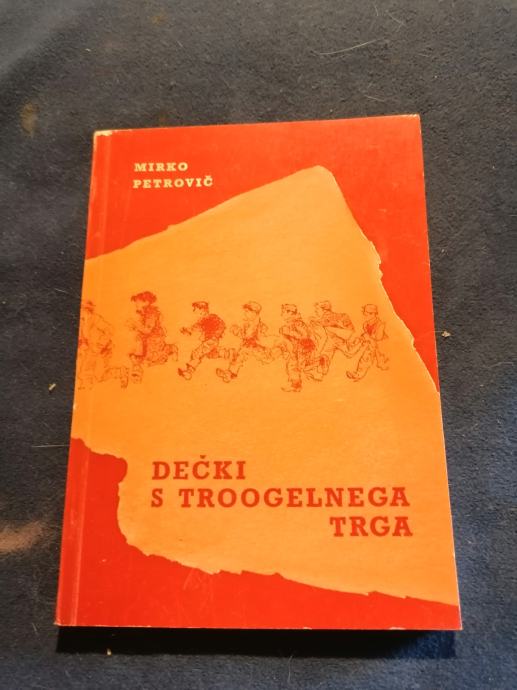 MIRKO
PETROVIČ
DEČKI
S TROOGELNEGA
TRGA